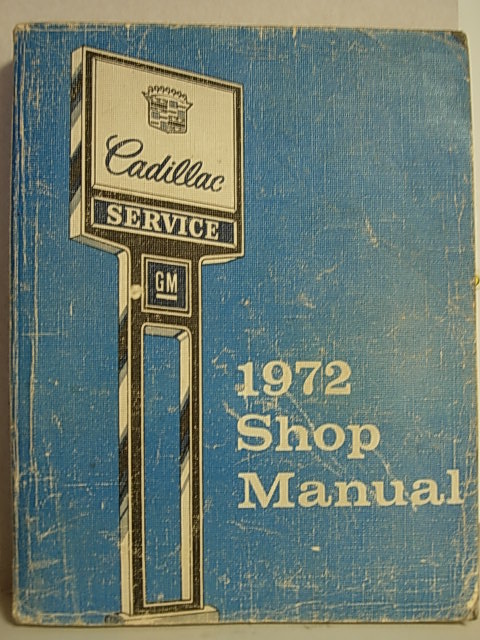 Cadillac
SERVICE
GM
1972
Shop
Manual